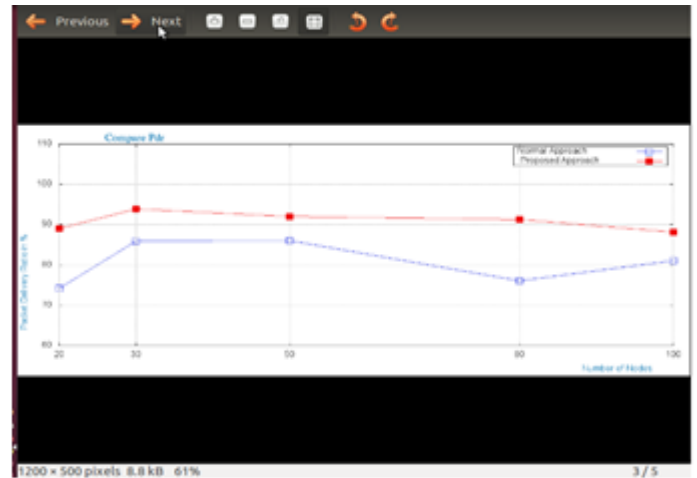 Previous Next
Compare Pdr
110
Normal Approach
Proposed Approach
100
90
80
70
60
Packet Delivery Ratio in %
20 30 50 80 100
Number of Nodes
1200 × 500 pixels 8.8 kB 61% 3 / 5